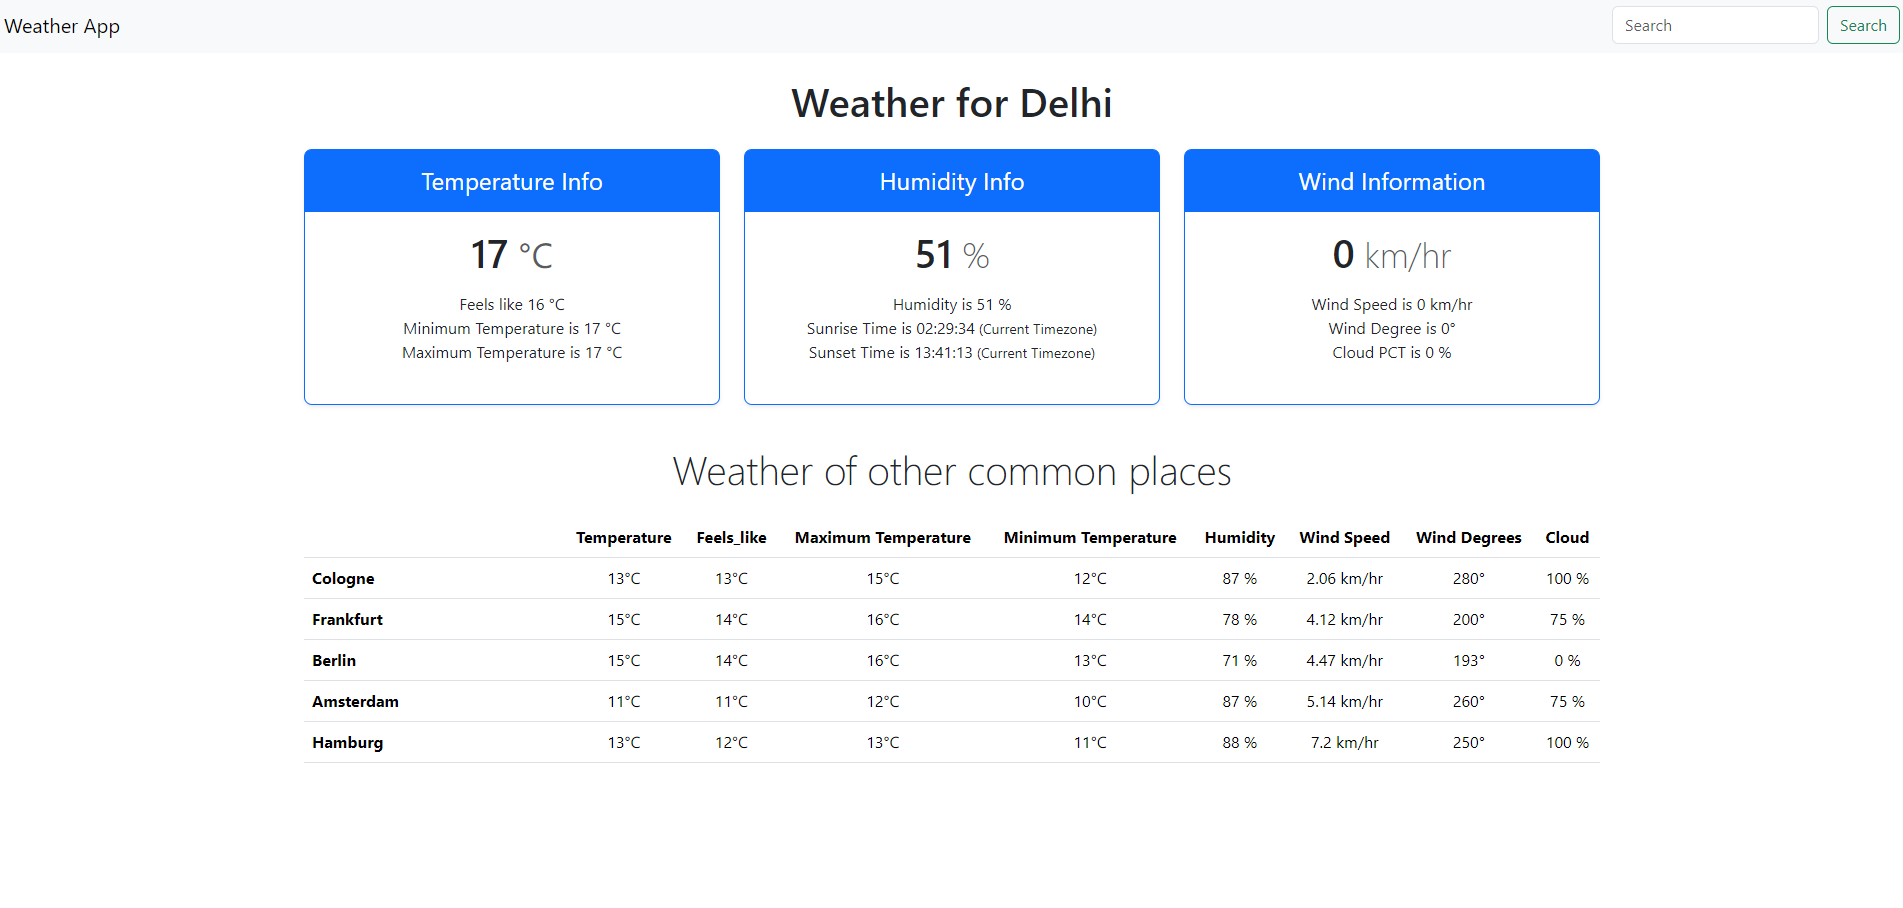 Weather App Search Search
Weather for Delhi
Temperature Info
17 °C
Feels like 16 °C
Minimum Temperature is 17 °C
Maximum Temperature is 17 °C
Humidity Info
51 %
Humidity is 51 %
Sunrise Time is 02:29:34 (Current Timezone)
Sunset Time is 13:41:13 (Current Timezone)
Wind Information
0 km/hr
Wind Speed is 0 km/hr
Wind Degree is 0°
Cloud PCT is 0 %
Weather of other common places
Temperature Feels_like Maximum Temperature Minimum Temperature Humidity Wind Speed Wind Degrees Cloud
Cologne 13°C 13°C 15°C 12°C 87 % 2.06 km/hr 280° 100 %
Frankfurt 15°C 14°C 16°C 14°C 78 % 4.12 km/hr 200° 75 %
Berlin 15°C 14°C 16°C 13°C 71 % 4.47 km/hr 193° 0 %
Amsterdam 11°C 11°C 12°C 10°C 87 % 5.14 km/hr 260° 75 %
Hamburg 13°C 12°C 13°C 11°C 88 % 7.2 km/hr 250° 100 %